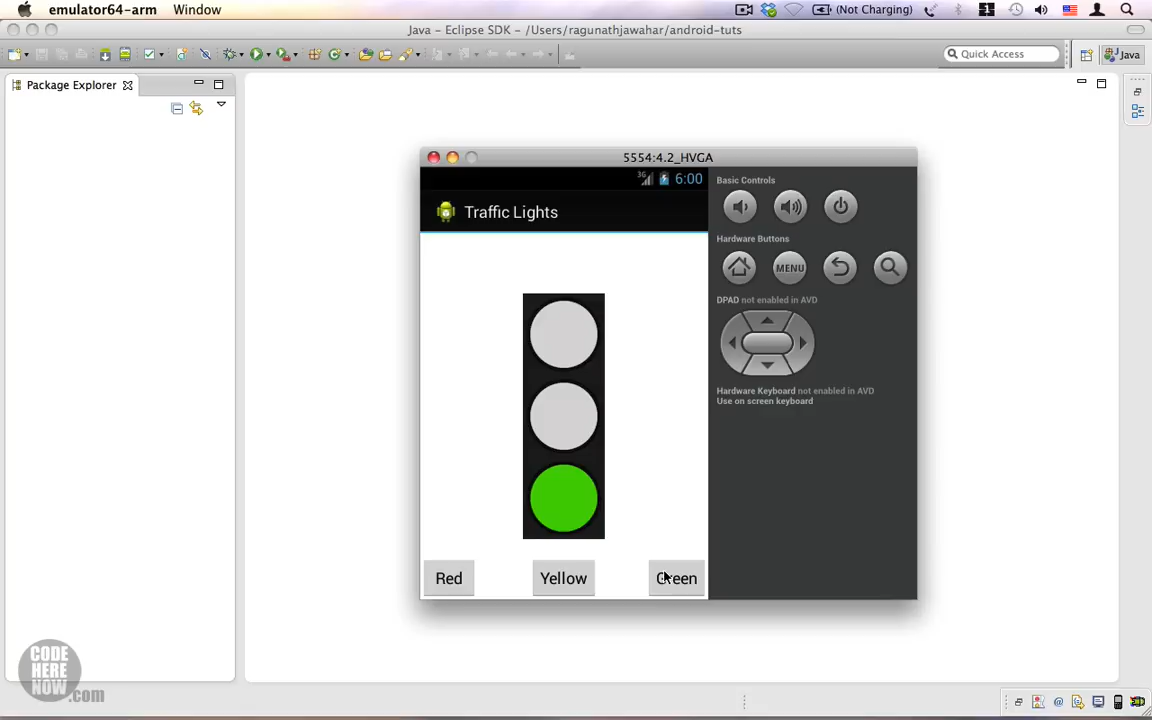 emulator64-arm Window (Not Charging)
Java – Eclipse SDK – /Users/ragunathjawahar/android-tuts
Quick Access Java
Package Explorer
5554:4.2_HVGA
3G 6:00
Traffic Lights
Basic Controls
Hardware Buttons
MENU
DPAD not enabled in AVD
Hardware Keyboard not enabled in AVD
Use on screen keyboard
Red Yellow Green
CODE
HERE
NOW.com